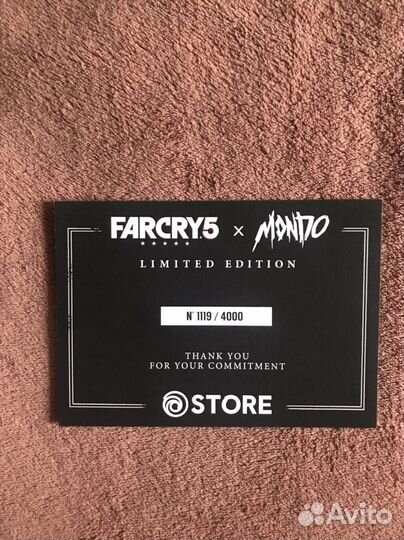 FARCRY5 x MONDO
LIMITED EDITION
N° 1119 / 4000
THANK YOU
FOR YOUR COMMITMENT
STORE
Avito